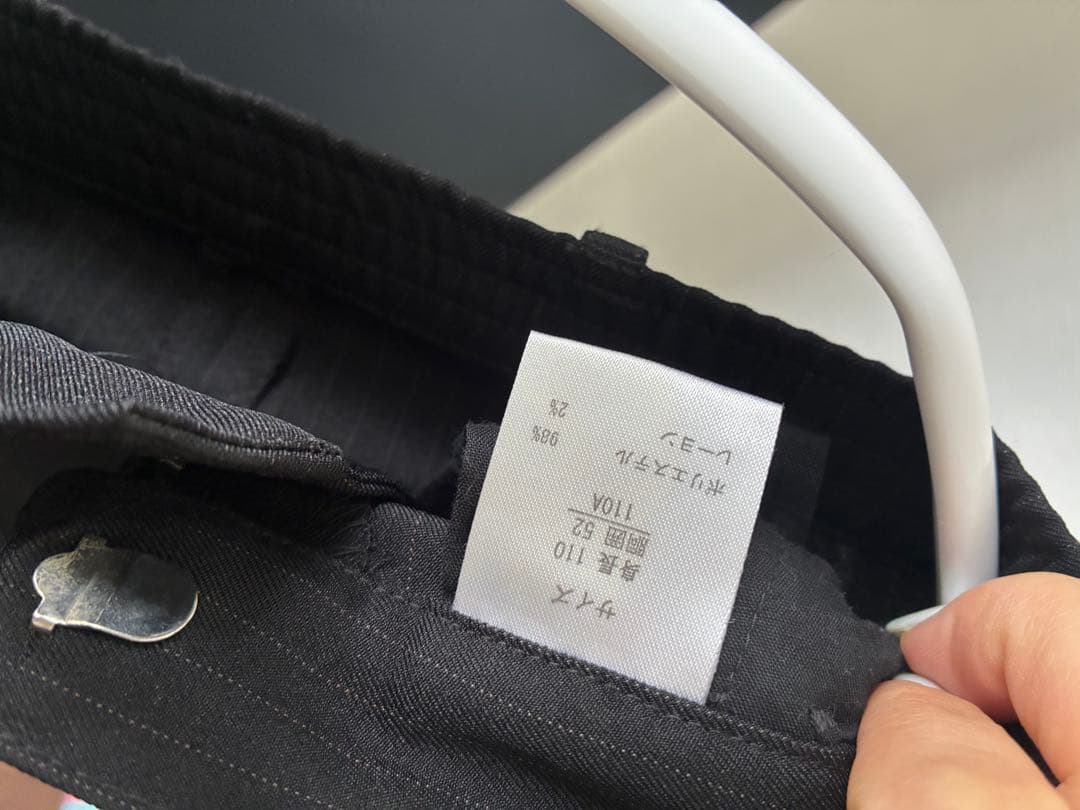 サイズ
身長 110
胴囲 52
110A
ポリエステル 98%
レーヨン 2%